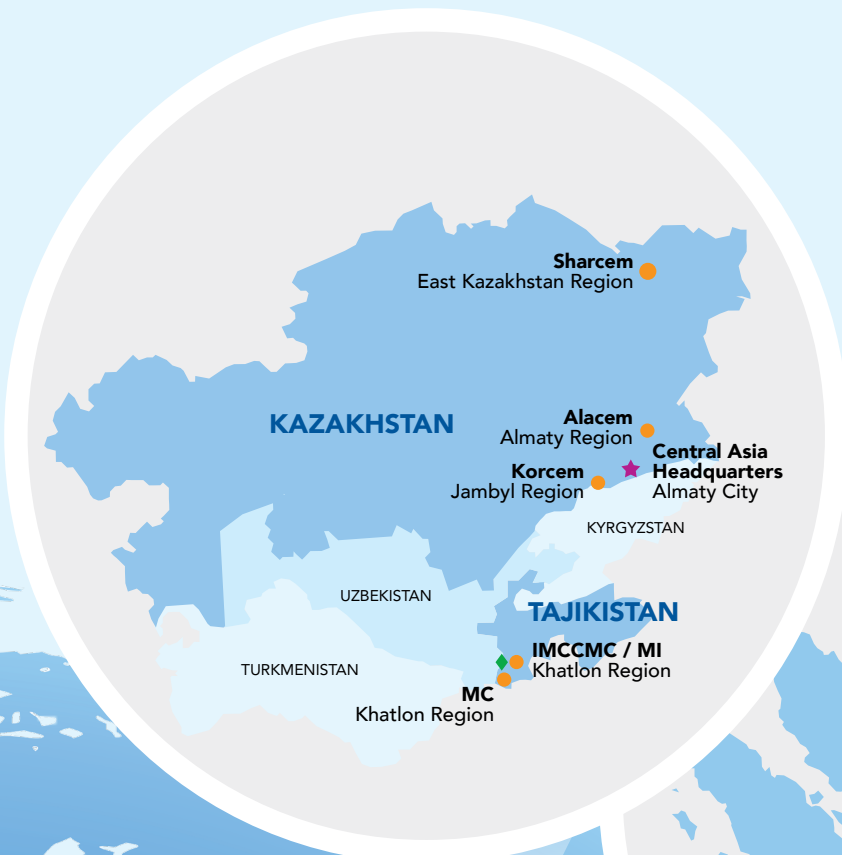 Sharcem
East Kazakhstan Region
KAZAKHSTAN
Alacem
Almaty Region
Central Asia
Headquarters
Almaty City
Korcem
Jambyl Region
KYRGYZSTAN
UZBEKISTAN
TAJIKISTAN
IMCCMC / MI
Khatlon Region
TURKMENISTAN
MC
Khatlon Region